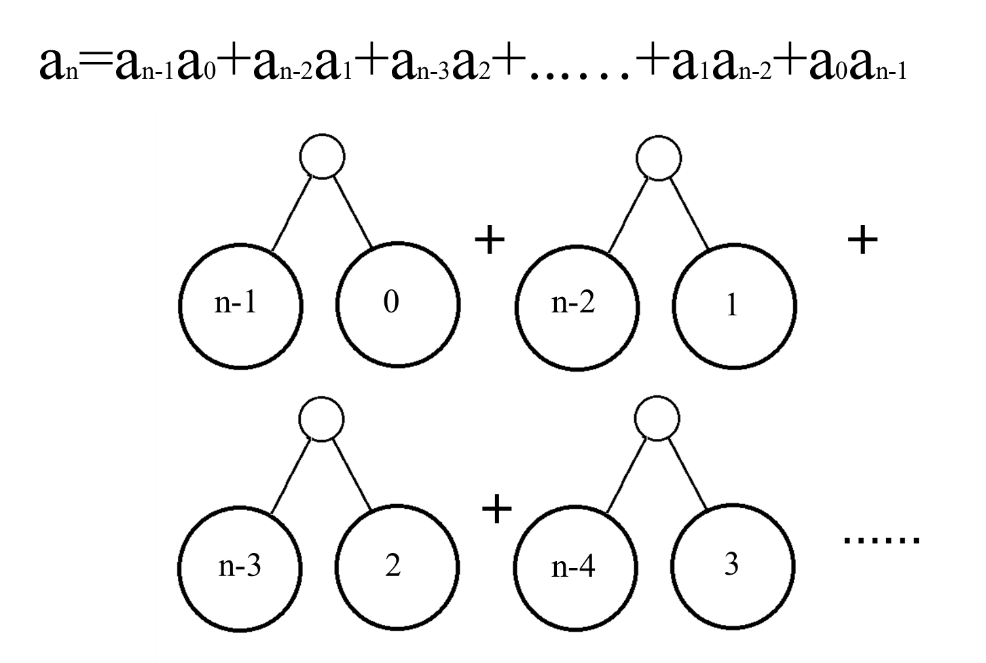 aₙ=aₙ₋₁a₀+aₙ₋₂a₁+aₙ₋₃a₂+......+a₁aₙ₋₂+a₀aₙ₋₁
n-1 0 + n-2 1 +
n-3 2 + n-4 3 ......